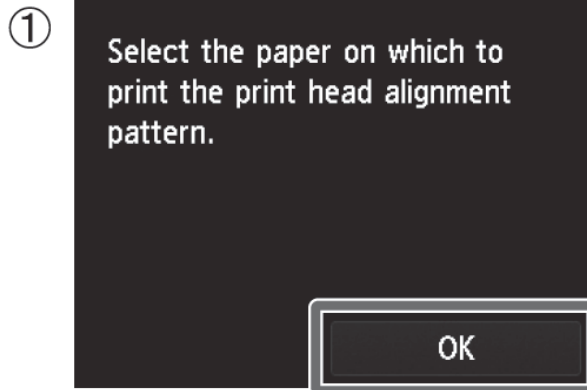 ①
Select the paper on which to
print the print head alignment
pattern.
OK